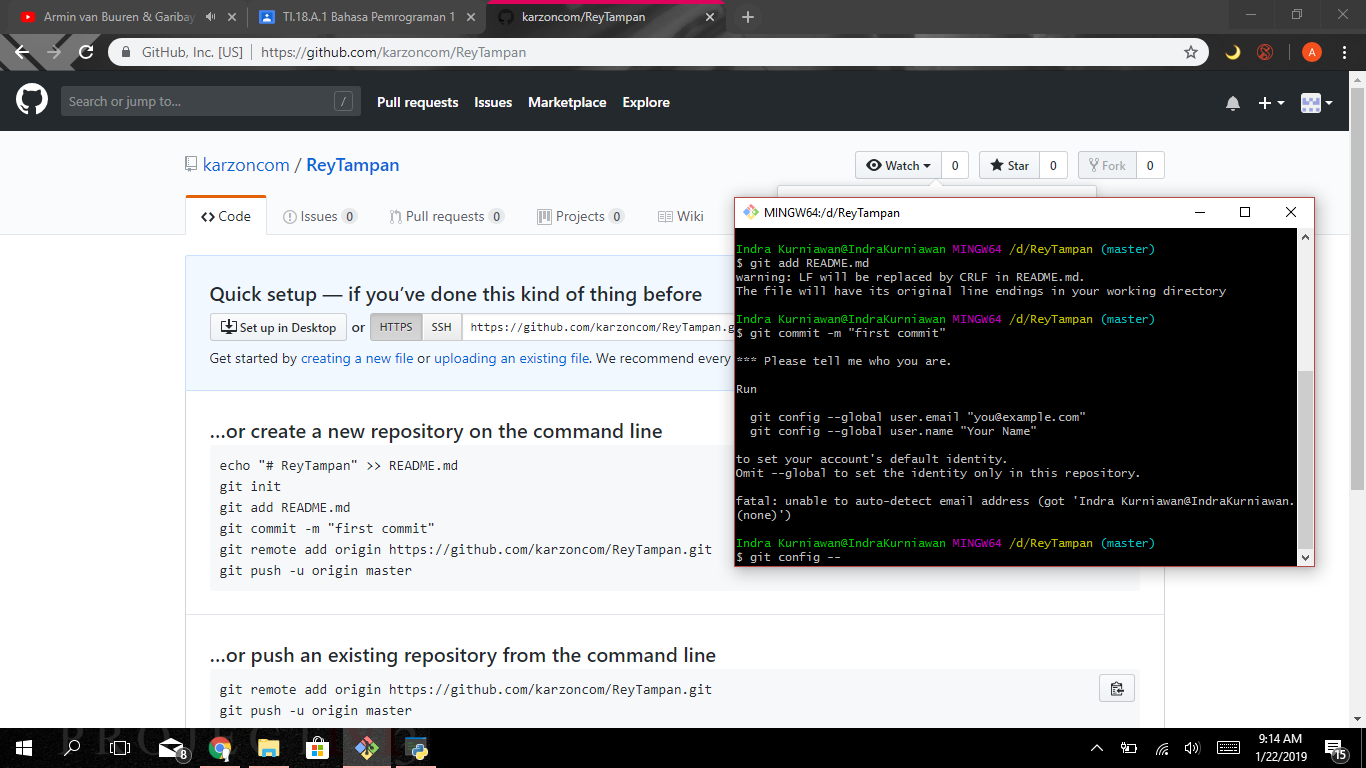 Armin van Buuren & Garibay
TI.18.A.1 Bahasa Pemrograman 1
karzoncom/ReyTampan
GitHub, Inc. [US] | https://github.com/karzoncom/ReyTampan
A
Search or jump to...
/
Pull requests Issues Marketplace Explore
karzoncom / ReyTampan
Watch 0 Star 0 Fork 0
Code Issues 0 Pull requests 0 Projects 0 Wiki
Quick setup — if you’ve done this kind of thing before
Set up in Desktop or HTTPS SSH https://github.com/karzoncom/ReyTampan.g
Get started by creating a new file or uploading an existing file. We recommend every
…or create a new repository on the command line
echo "# ReyTampan" >> README.md
git init
git add README.md
git commit -m "first commit"
git remote add origin https://github.com/karzoncom/ReyTampan.git
git push -u origin master
…or push an existing repository from the command line
git remote add origin https://github.com/karzoncom/ReyTampan.git
git push -u origin master
MINGW64:/d/ReyTampan
Indra Kurniawan@IndraKurniawan MINGW64 /d/ReyTampan (master)
$ git add README.md
warning: LF will be replaced by CRLF in README.md.
The file will have its original line endings in your working directory
Indra Kurniawan@IndraKurniawan MINGW64 /d/ReyTampan (master)
$ git commit -m "first commit"
*** Please tell me who you are.
Run
git config --global user.email "you@example.com"
git config --global user.name "Your Name"
to set your account's default identity.
Omit --global to set the identity only in this repository.
fatal: unable to auto-detect email address (got 'Indra Kurniawan@IndraKurniawan.
(none)')
Indra Kurniawan@IndraKurniawan MINGW64 /d/ReyTampan (master)
$ git config --
8
9:14 AM
1/22/2019
15